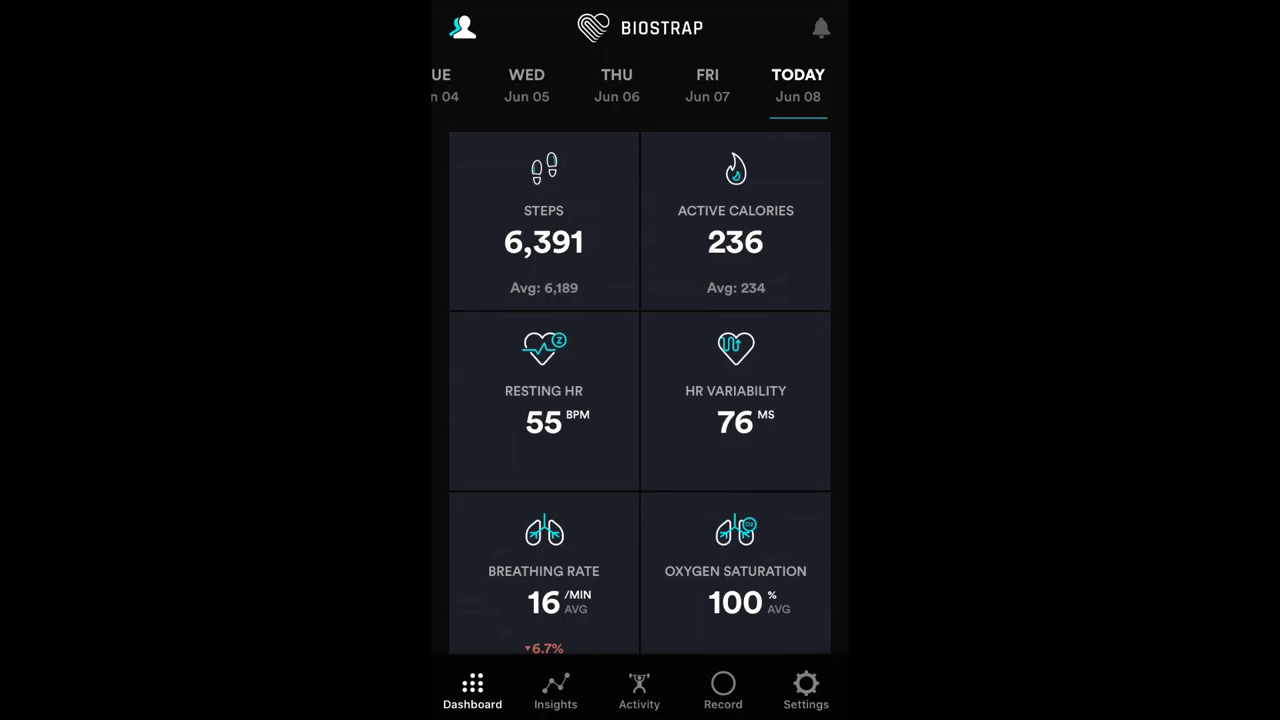 BIOSTRAP
UE WED THU FRI TODAY
n 04 Jun 05 Jun 06 Jun 07 Jun 08
STEPS ACTIVE CALORIES
6,391 236
Avg: 6,189 Avg: 234
Z
RESTING HR HR VARIABILITY
55 BPM 76 MS
O2
BREATHING RATE OXYGEN SATURATION
16 /MIN AVG 100 % AVG
▾6.7%
Dashboard Insights Activity Record Settings